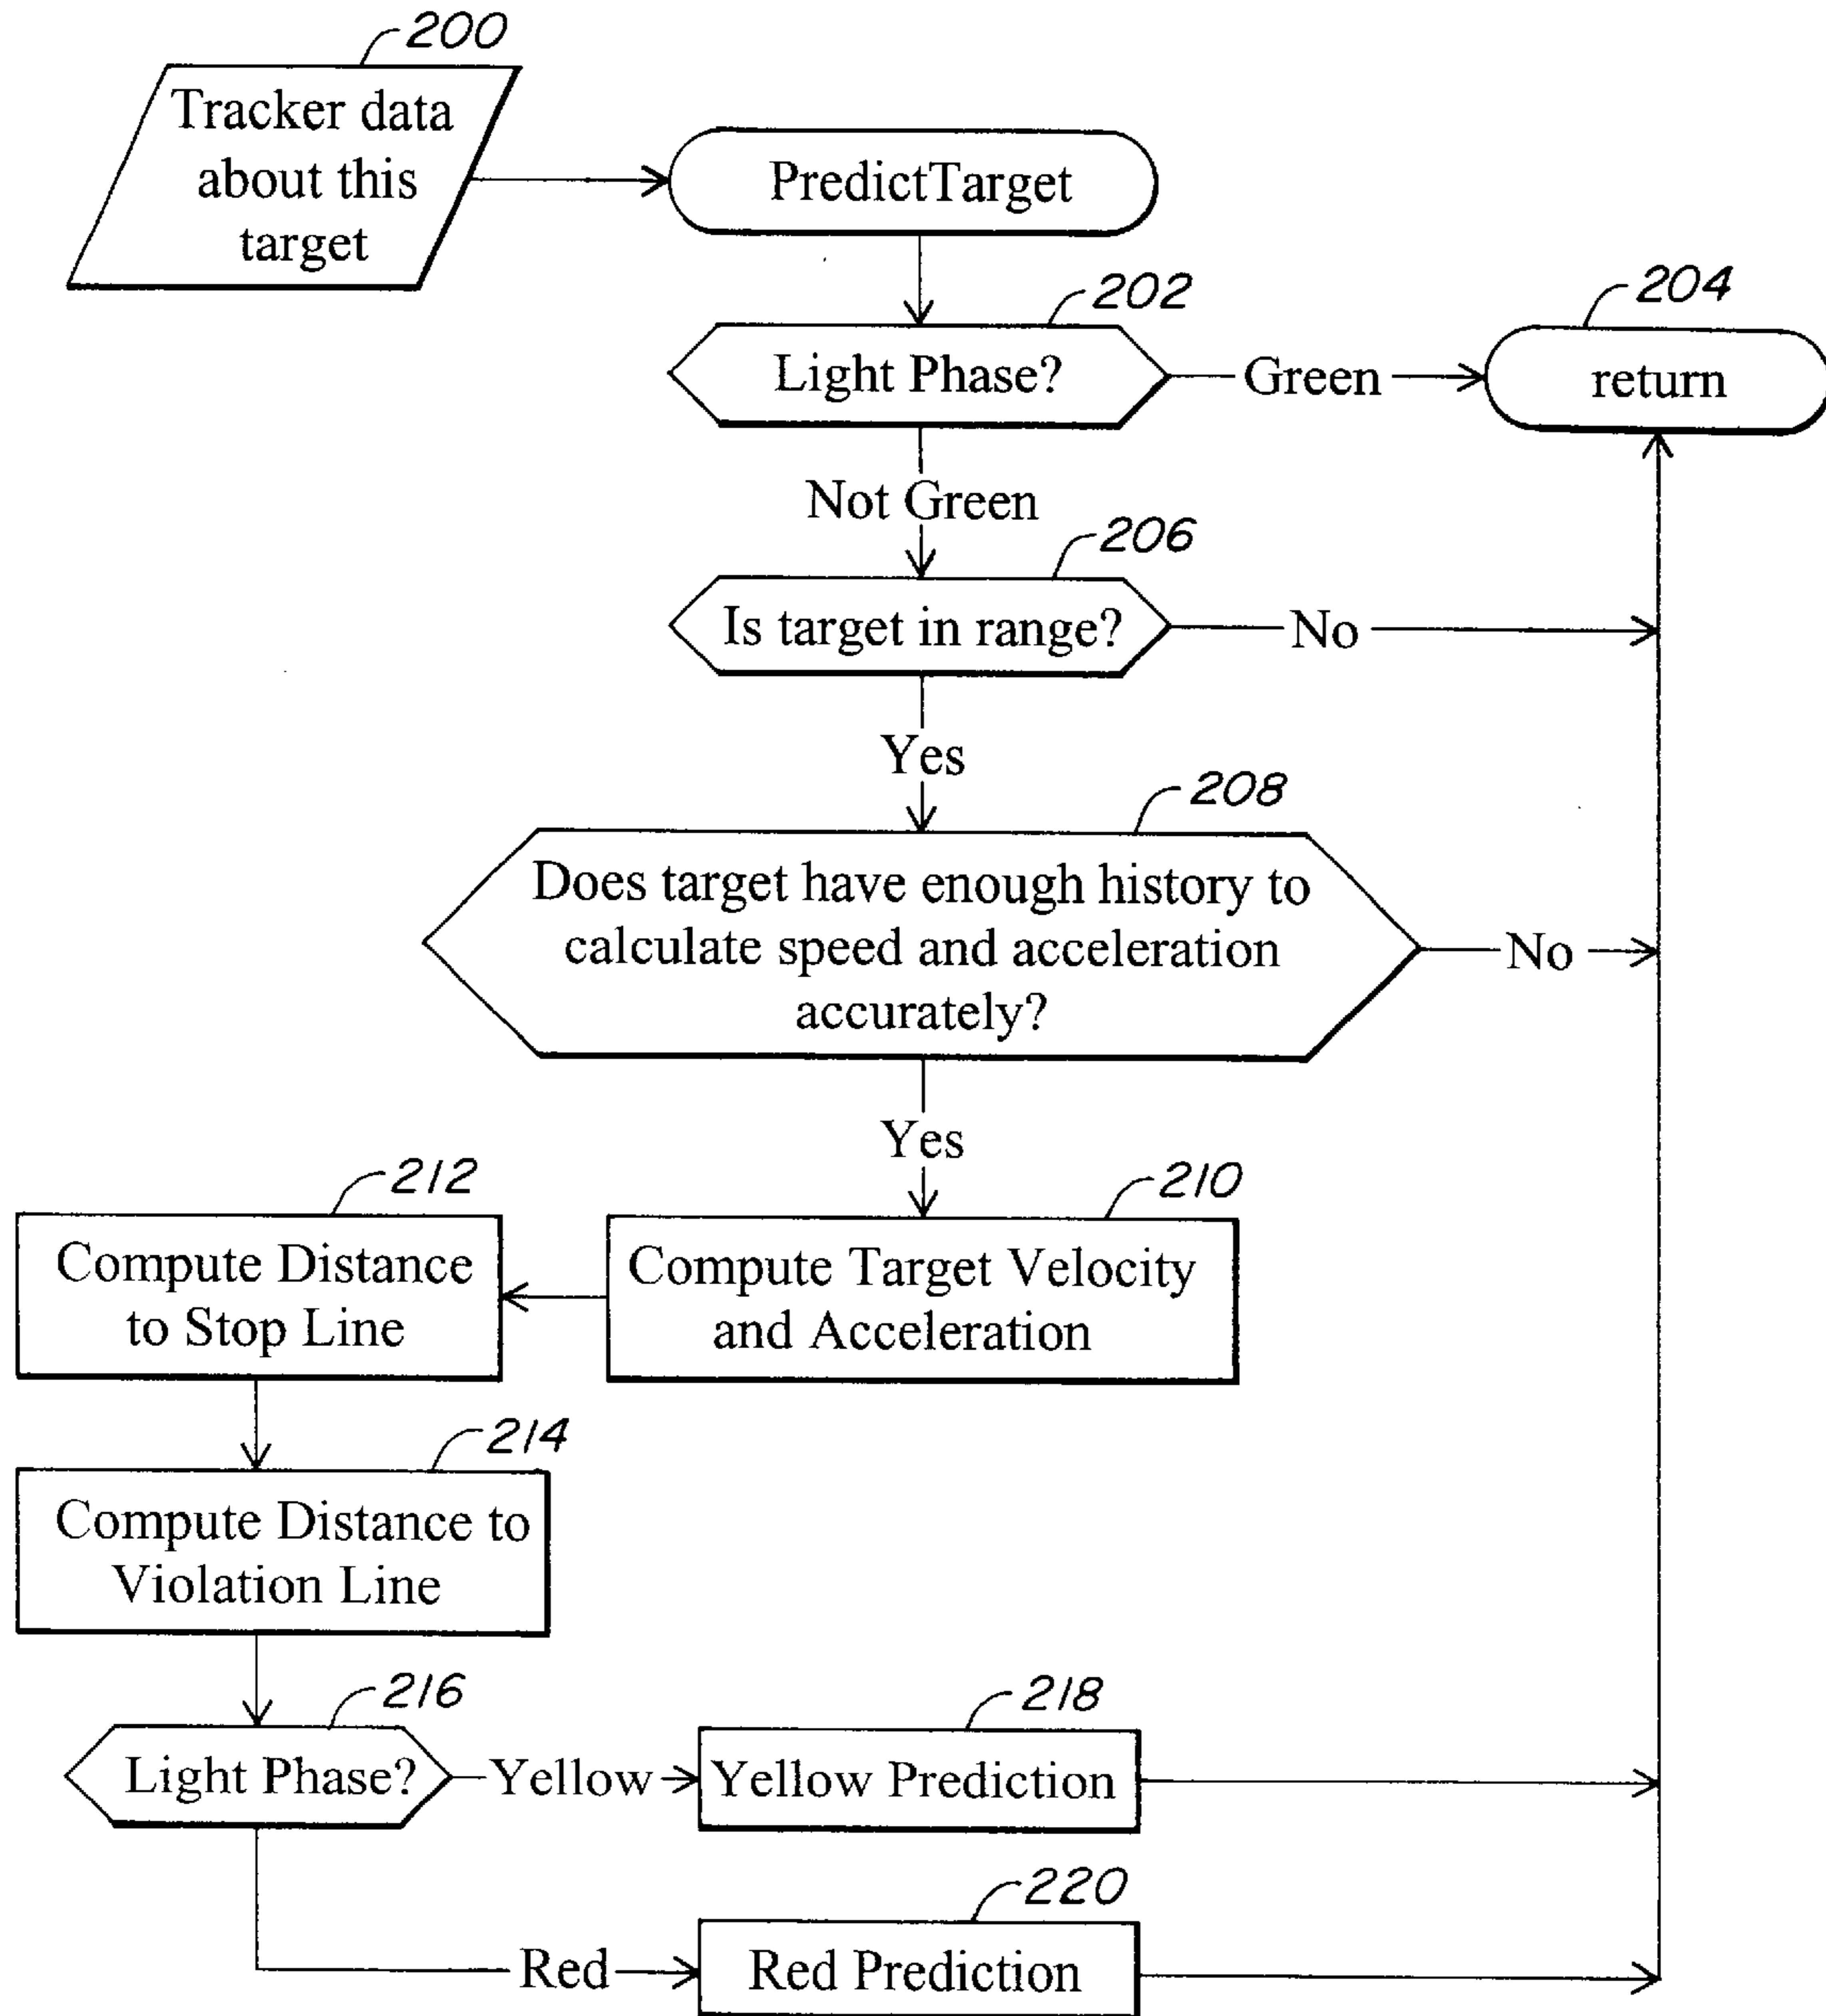 200
Tracker data
about this
target
PredictTarget
202
Light Phase?
Green
204
return
Not Green
206
Is target in range?
No
Yes
208
Does target have enough history to
calculate speed and acceleration
accurately?
No
Yes
212
Compute Distance
to Stop Line
210
Compute Target Velocity
and Acceleration
214
Compute Distance to
Violation Line
216
Light Phase?
Yellow
218
Yellow Prediction
220
Red
Red Prediction